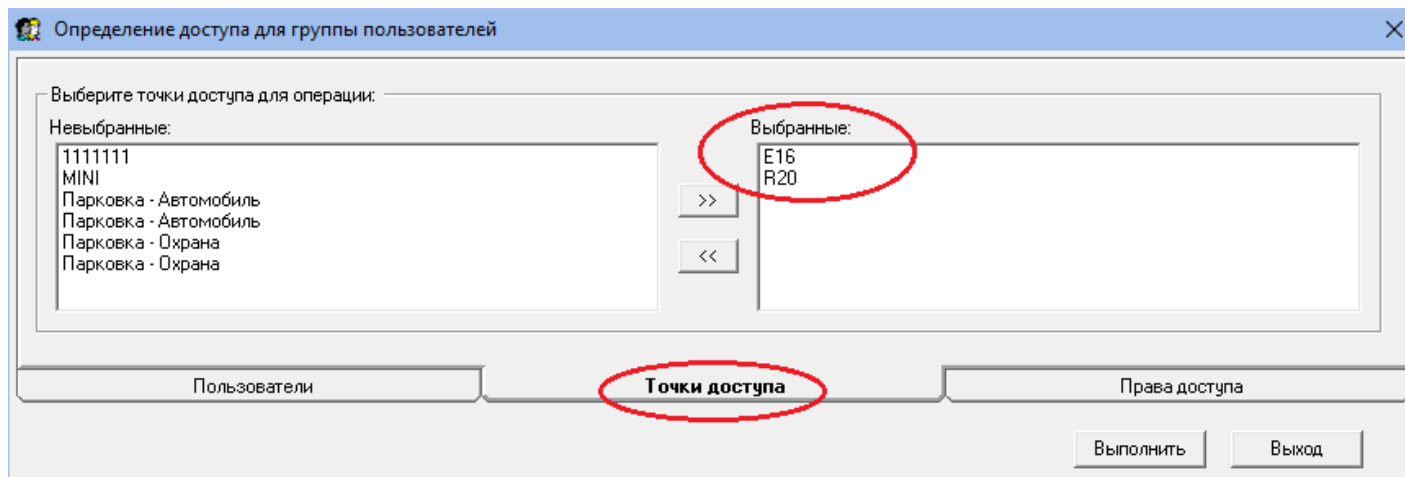 Определение доступа для группы пользователей
Выберите точки доступа для операции:
Невыбранные:
Выбранные:
1111111
MINI
Парковка - Автомобиль
Парковка - Автомобиль
Парковка - Охрана
Парковка - Охрана
>>
<<
E16
R20
Пользователи
Точки доступа
Права доступа
Выполнить
Выход